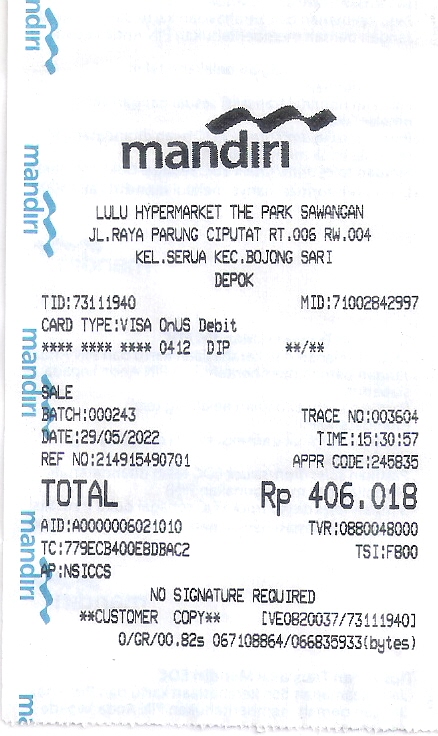 mandiri
LULU HYPERMARKET THE PARK SAWANGAN
JL.RAYA PARUNG CIPUTAT RT.006 RW.004
KEL.SERUA KEC.BOJONG SARI
DEPOK
TID:73111940 MID:71002842997
CARD TYPE:VISA OnUS Debit
**** **** **** 0412 DIP **/**
SALE
BATCH:000243 TRACE NO:003604
DATE:29/05/2022 TIME:15:30:57
REF NO:214915490701 APPR CODE:245835
TOTAL Rp 406.018
AID:A0000006021010 TVR:0880048000
TC:779ECB400E8DBAC2 TSI:F800
AP:NSICCS
NO SIGNATURE REQUIRED
**CUSTOMER COPY** [VE0820037/73111940]
0/GR/00.82s 067108864/066835933(bytes)
mandiri
mandiri
mandiri
mandiri